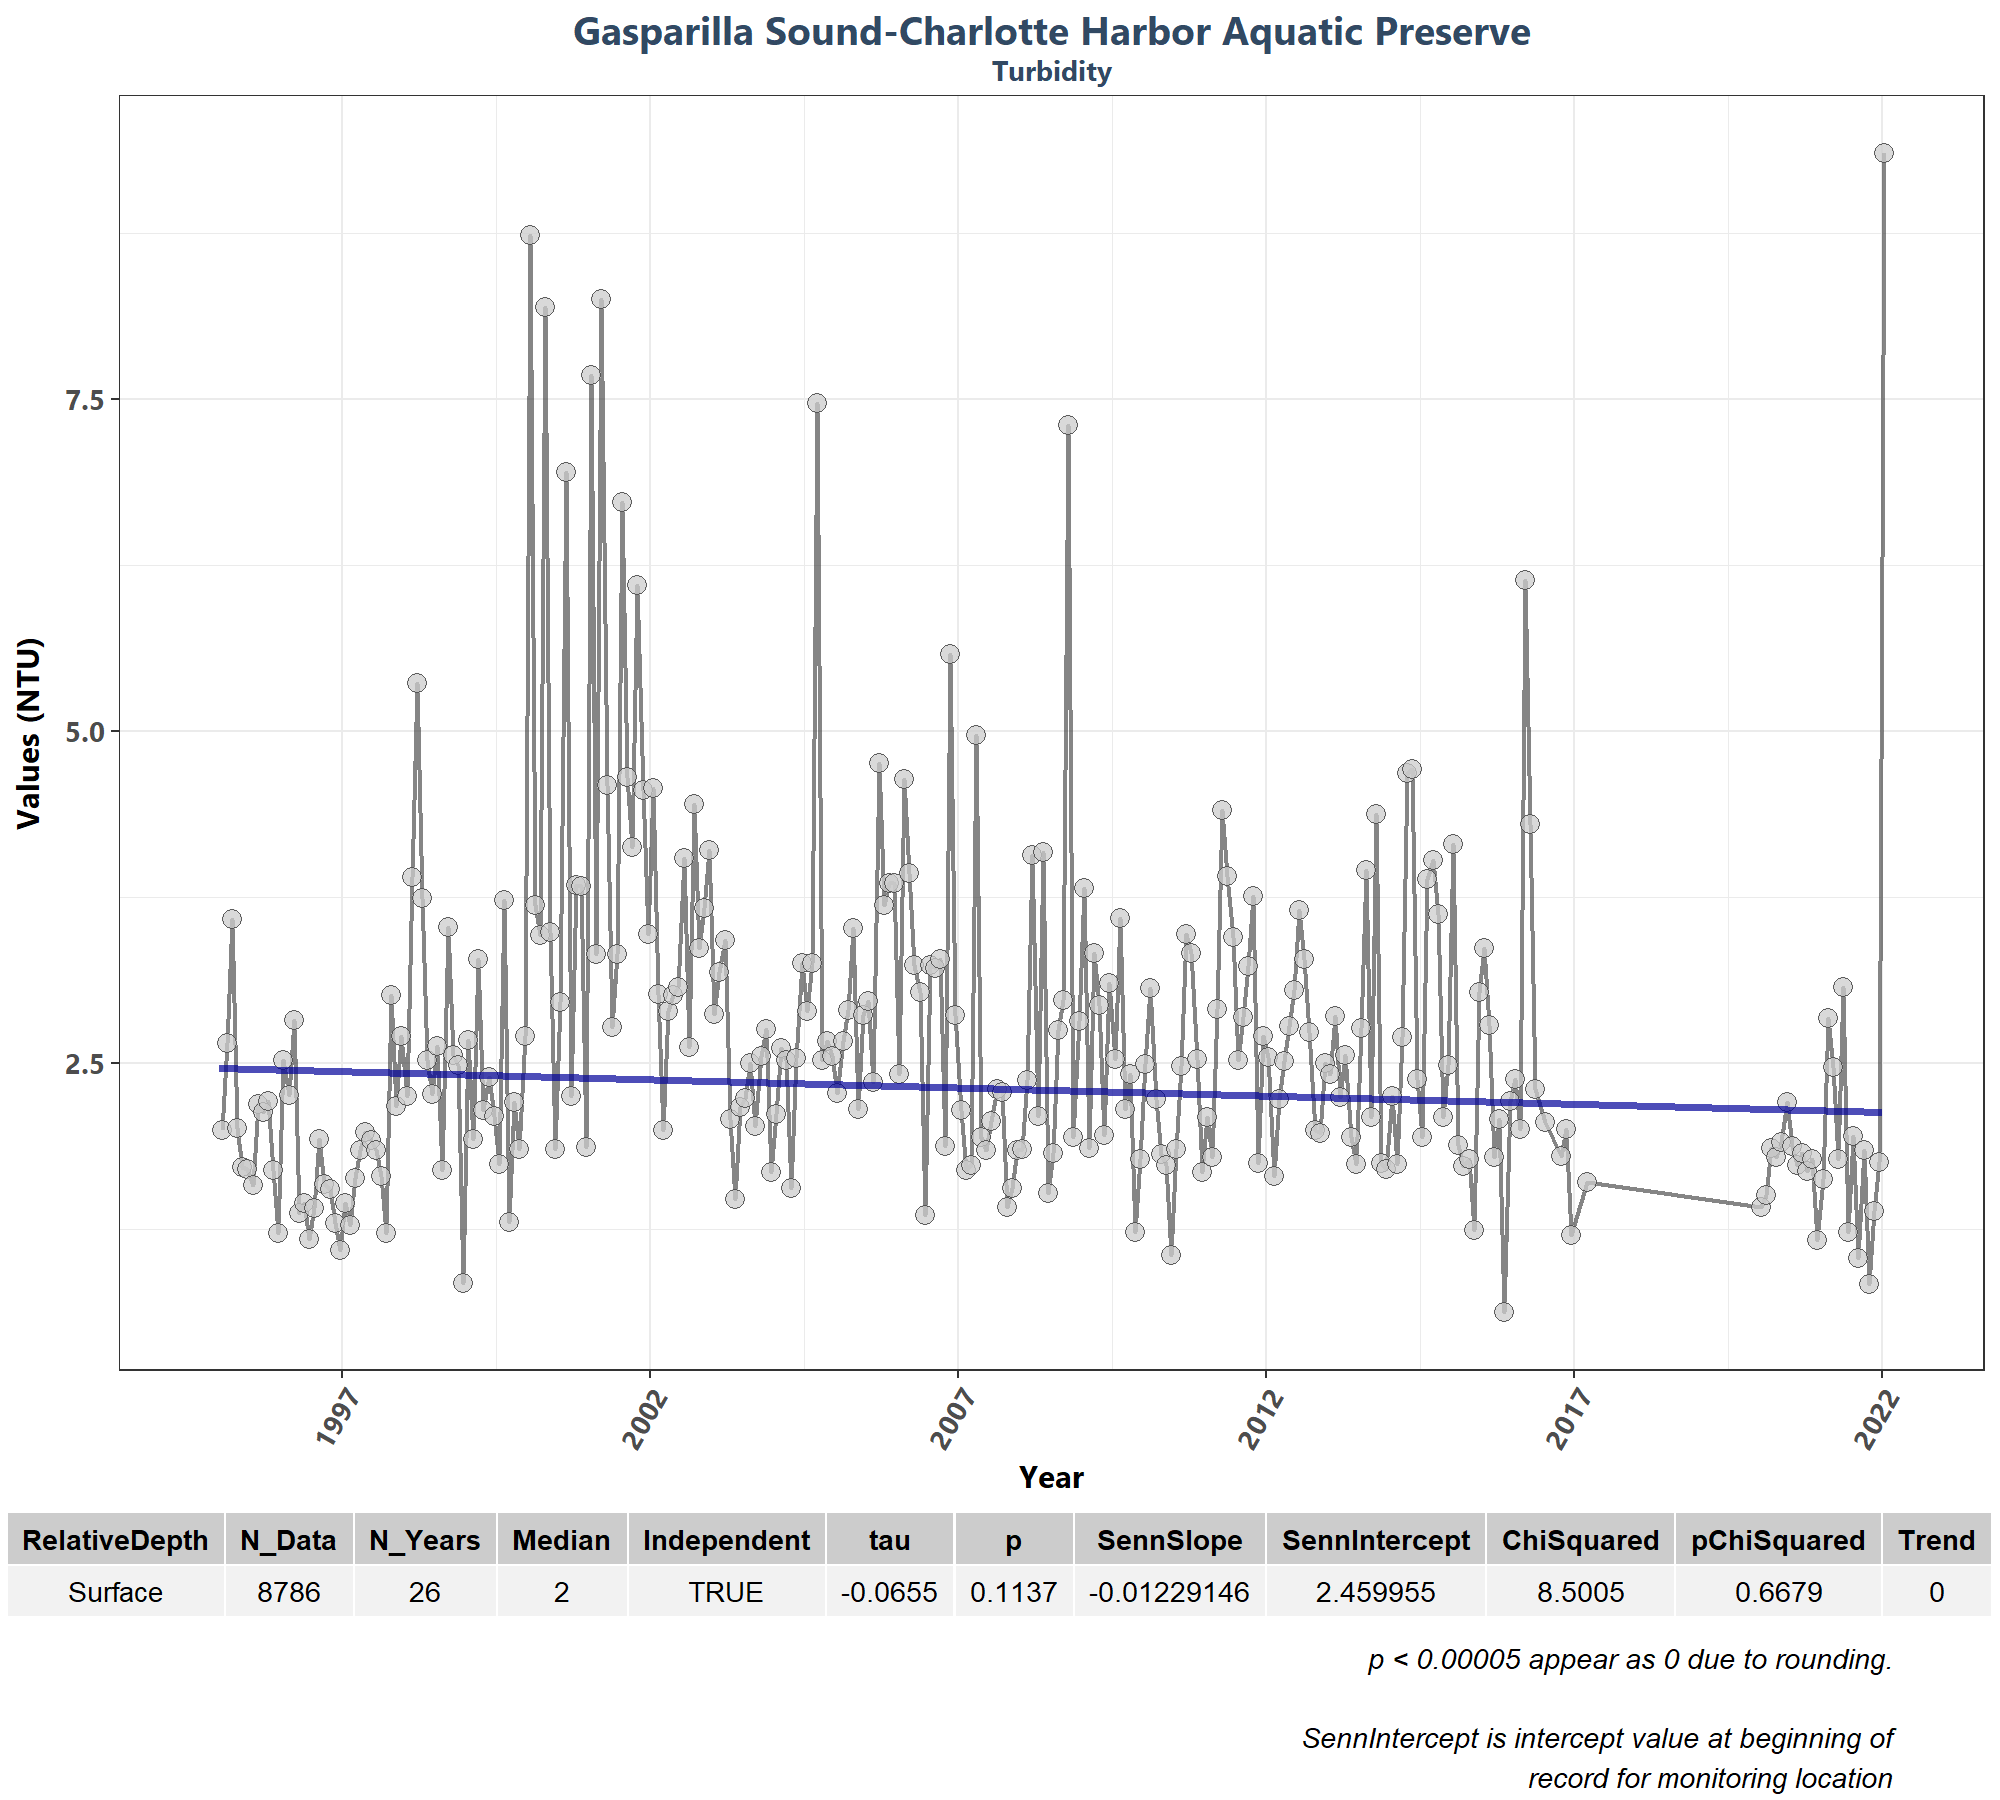 Gasparilla Sound-Charlotte Harbor Aquatic Preserve
Turbidity
Values (NTU)
7.5
5.0
2.5
1997 2002 2007 2012 2017 2022
Year
RelativeDepth N_Data N_Years Median Independent tau p SennSlope SennIntercept ChiSquared pChiSquared Trend
Surface 8786 26 2 TRUE -0.0655 0.1137 -0.01229146 2.459955 8.5005 0.6679 0
p < 0.00005 appear as 0 due to rounding.
SennIntercept is intercept value at beginning of
record for monitoring location